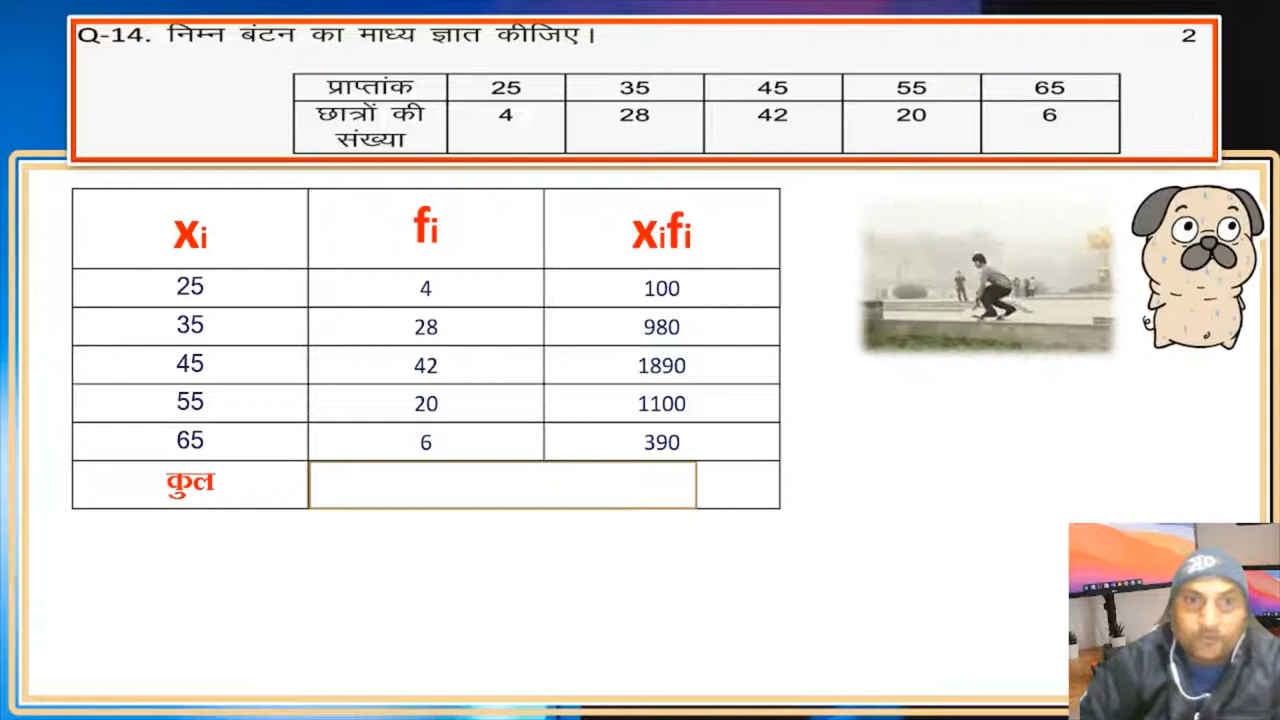 Q-14. निम्न बंटन का माध्य ज्ञात कीजिए। 2
प्राप्तांक 25 35 45 55 65
छात्रों की 4 28 42 20 6
संख्या
xi fi xifi
25 4 100
35 28 980
45 42 1890
55 20 1100
65 6 390
कुल